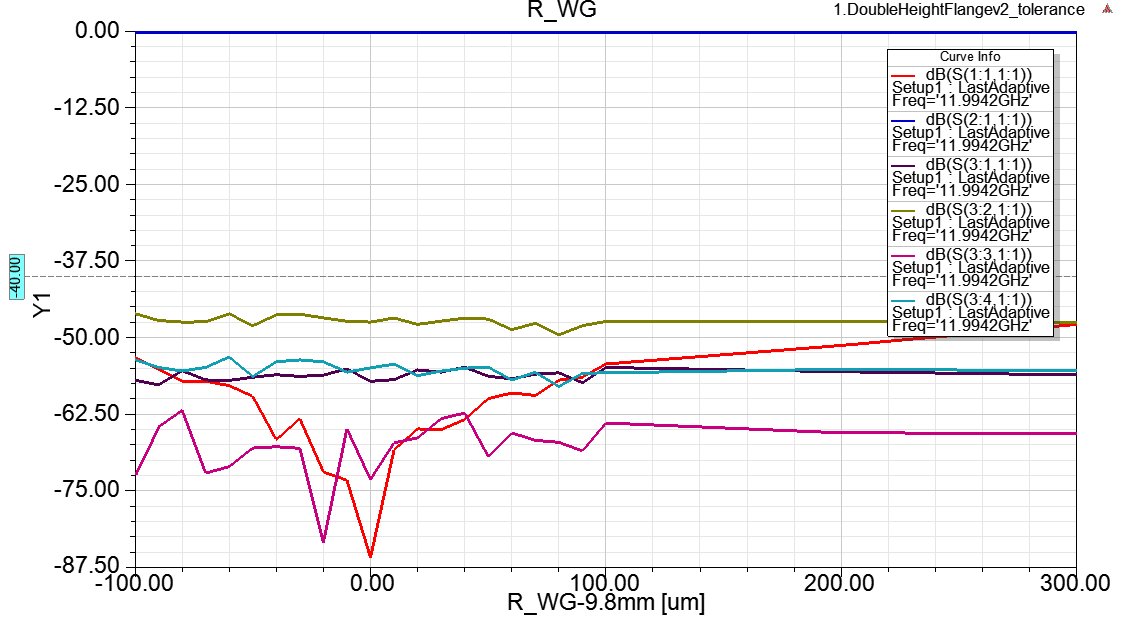 R_WG
1.DoubleHeightFlangev2_tolerance
0.00
-12.50
-25.00
-37.50
-40.00
-50.00
-62.50
-75.00
-87.50
Y1
Curve Info
dB(S(1:1,1:1))
Setup1 : LastAdaptive
Freq='11.9942GHz'
dB(S(2:1,1:1))
Setup1 : LastAdaptive
Freq='11.9942GHz'
dB(S(3:1,1:1))
Setup1 : LastAdaptive
Freq='11.9942GHz'
dB(S(3:2,1:1))
Setup1 : LastAdaptive
Freq='11.9942GHz'
dB(S(3:3,1:1))
Setup1 : LastAdaptive
Freq='11.9942GHz'
dB(S(3:4,1:1))
Setup1 : LastAdaptive
Freq='11.9942GHz'
-100.00 0.00 100.00 200.00 300.00
R_WG-9.8mm [um]